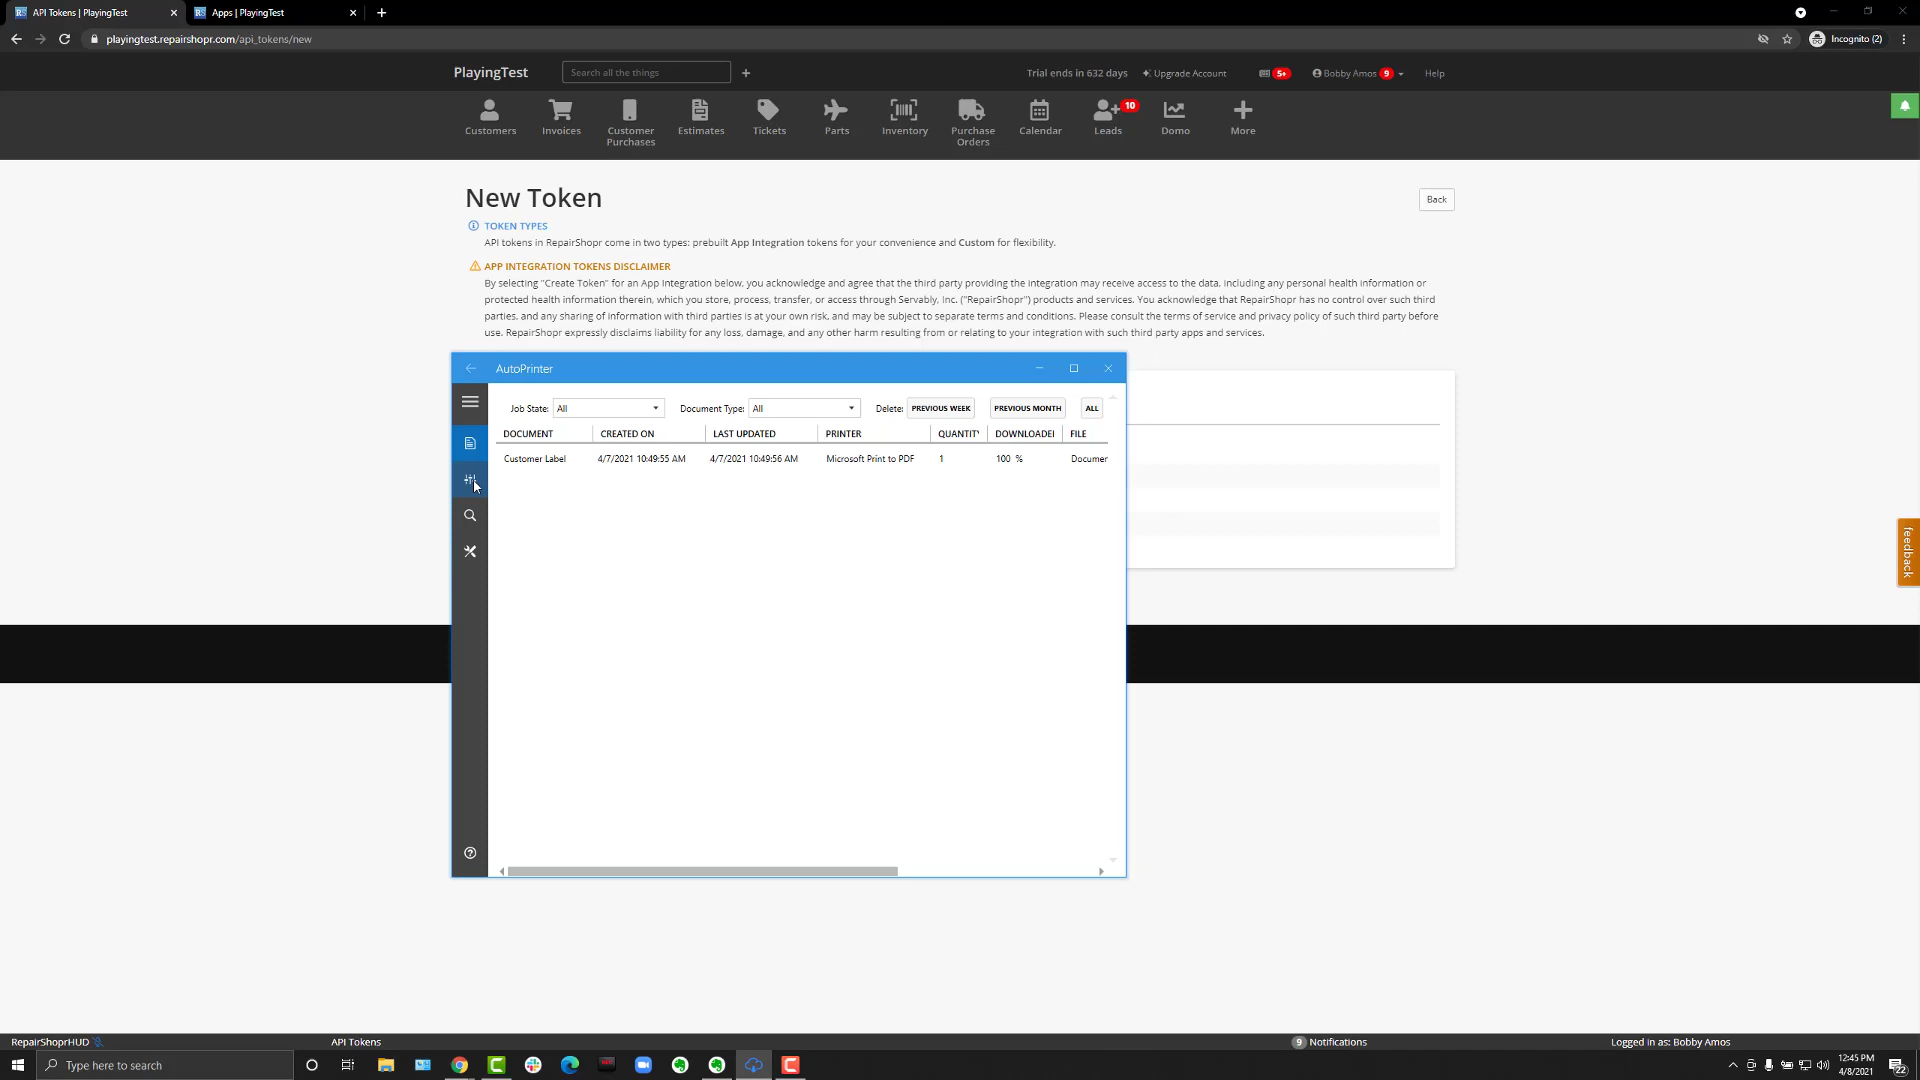 API Tokens | PlayingTest
Apps | PlayingTest
playingtest.repairshopr.com/api_tokens/new
Incognito (2)
PlayingTest
Search all the things
Trial ends in 632 days
Upgrade Account
5+
Bobby Amos 9
Help
Customers
Invoices
Customer Purchases
Estimates
Tickets
Parts
Inventory
Purchase Orders
Calendar
Leads
10
Domo
More
New Token
Back
TOKEN TYPES
API tokens in RepairShopr come in two types: prebuilt App Integration tokens for your convenience and Custom for flexibility.
APP INTEGRATION TOKENS DISCLAIMER
By selecting "Create Token" for an App Integration below, you acknowledge and agree that the third party providing the integration may receive access to the data, including any personal health information or
protected health information therein, which you store, process, transfer, or access through Servably, Inc. ("RepairShopr") products and services. You acknowledge that RepairShopr has no control over such third
parties, and any sharing of information with third parties is at your own risk, and may be subject to separate terms and conditions. Please consult the terms of service and privacy policy of such third party before
use. RepairShopr expressly disclaims liability for any loss, damage, and any other harm resulting from or relating to your integration with such third party apps and services.
AutoPrinter
Job State: All Document Type: All Delete: PREVIOUS WEEK PREVIOUS MONTH ALL
DOCUMENT CREATED ON LAST UPDATED PRINTER QUANTIT DOWNLOADE FILE
Customer Label 4/7/2021 10:49:55 AM 4/7/2021 10:49:56 AM Microsoft Print to PDF 1 100 % Documer
feedback
RepairShoprHUD
API Tokens
9 Notifications
Logged in as: Bobby Amos
Type here to search
12:45 PM
4/8/2021
22